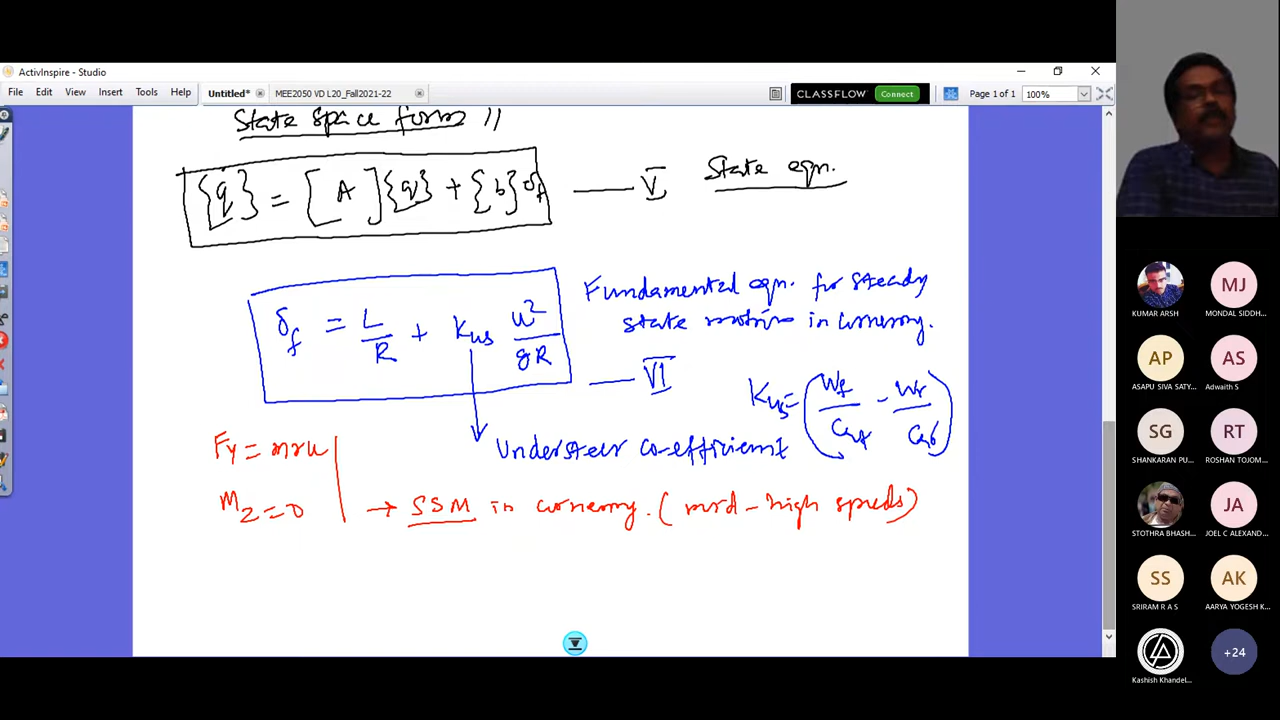 ActivInspire - Studio
File Edit View Insert Tools Help
Untitled* MEE2050 VD L20_Fall2021-22
CLASSFLOW Connect
Page 1 of 1 100%
State space form //
{q̇} = [A]{q} + {b}δf —— V State eqn.
δf = L/R + Kus u²/gR —— VI
Fundamental eqn. for steady
state motion in cornerng.
Kus = (Wf/Cαf - Wr/Cαr)
Understeer co-efficient
Fy = mru
Mz = 0 → SSM in cornerng. (mid - high speeds)
KUMAR ARSH
MJ
MONDAL SIDDH...
AP
ASAPU SIVA SATY...
AS
Adwaith S
SG
SHANKARAN PU...
RT
ROSHAN TOJOM...
STOTHRA BHASH...
JA
JOEL C ALEXAND...
SS
SRIRAM R A S
AK
AARYA YOGESH K...
Kashish Khandel...
+24